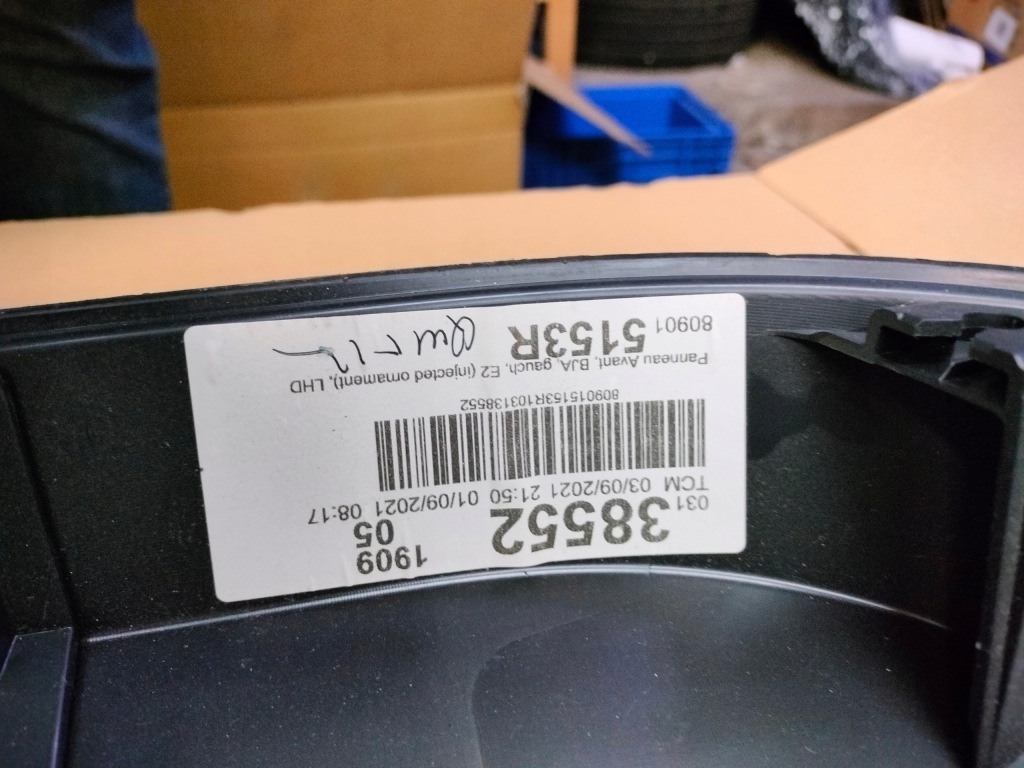 80901 5153R
Panneau Avant, BJA, gauch, E2 (injected ornament), LHD
809015153R103138552
TCM 03/09/2021 21:50 01/09/2021 08:17
031 38552 05
1909